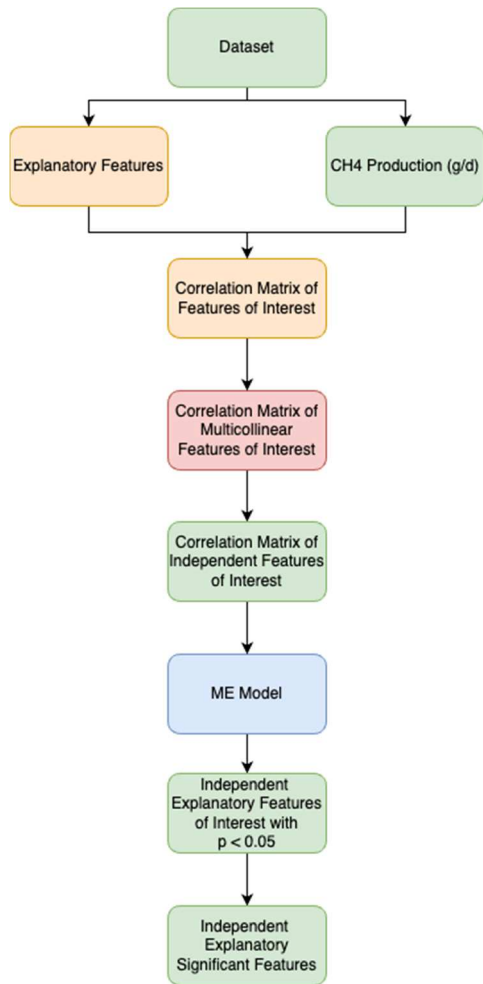 Dataset
Explanatory Features
CH4 Production (g/d)
Correlation Matrix of
Features of Interest
Correlation Matrix of
Multicollinear
Features of Interest
Correlation Matrix of
Independent Features
of Interest
ME Model
Independent
Explanatory Features
of Interest with
p < 0.05
Independent
Explanatory
Significant Features